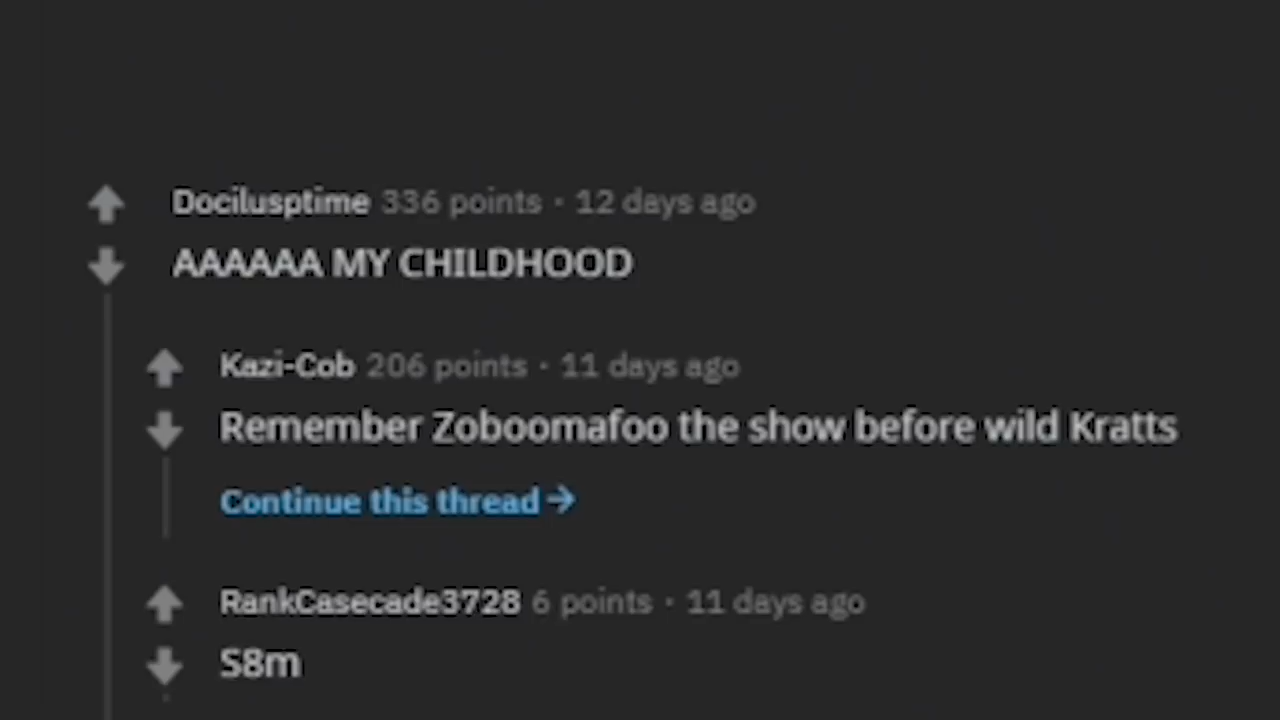 Docilusptime 336 points · 12 days ago
AAAAAA MY CHILDHOOD
Kazi-Cob 206 points · 11 days ago
Remember Zoboomafoo the show before wild Kratts
Continue this thread →
RankCasecade3728 6 points · 11 days ago
S8m